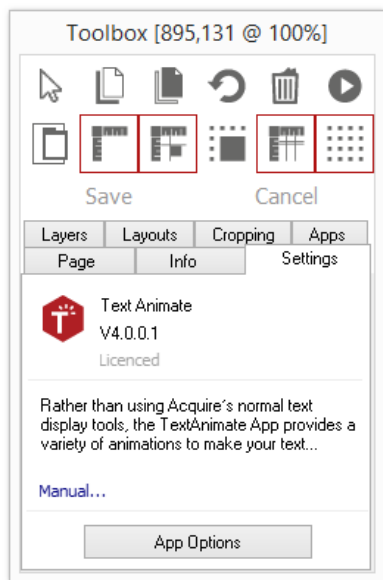 Toolbox [895,131 @ 100%]
Save Cancel
Layers Layouts Cropping Apps
Page Info Settings
T
Text Animate
V4.0.0.1
Licenced
Rather than using Acquire´s normal text
display tools, the TextAnimate App provides a
variety of animations to make your text...
Manual...
App Options